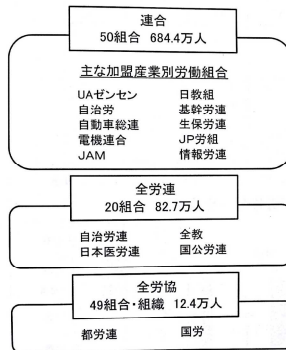 連合
50組合 684.4万人
主な加盟産業別労働組合
UAゼンセン 日教組
自治労 基幹労連
自動車総連 生保労連
電機連合 JP労組
JAM 情報労連
全労連
20組合 82.7万人
自治労連 全教
日本医労連 国公労連
全労協
49組合・組織 12.4万人
都労連 国労